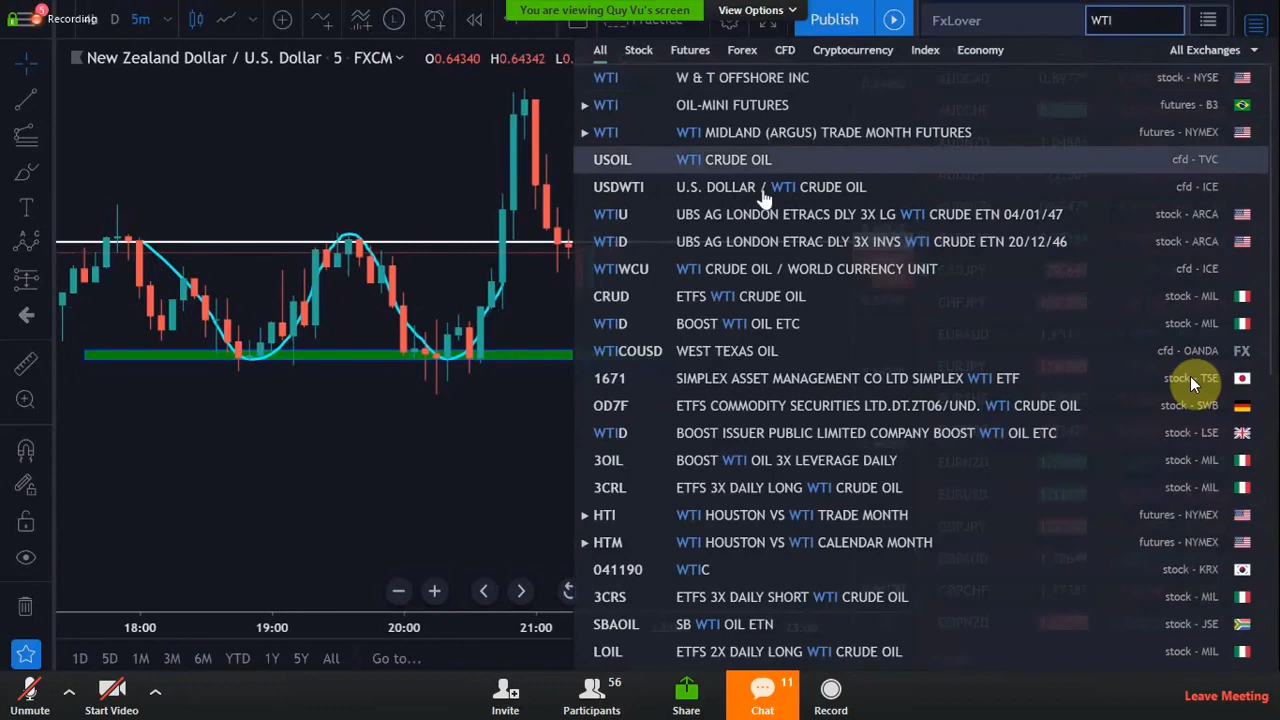 5
Recording
You are viewing Quy Vu's screen
View Options
D
5m
Publish
FxLover
WTI
New Zealand Dollar / U.S. Dollar · 5 · FXCM
O0.64340 H0.64342
All Stock Futures Forex CFD Cryptocurrency Index Economy All Exchanges
WTI W & T OFFSHORE INC stock - NYSE
WTI OIL-MINI FUTURES futures - B3
WTI WTI MIDLAND (ARGUS) TRADE MONTH FUTURES futures - NYMEX
USOIL WTI CRUDE OIL cfd - TVC
USDWTI U.S. DOLLAR / WTI CRUDE OIL cfd - ICE
WTIU UBS AG LONDON ETRACS DLY 3X LG WTI CRUDE ETN 04/01/47 stock - ARCA
WTID UBS AG LONDON ETRAC DLY 3X INVS WTI CRUDE ETN 20/12/46 stock - ARCA
WTIWCU WTI CRUDE OIL / WORLD CURRENCY UNIT cfd - ICE
CRUD ETFS WTI CRUDE OIL stock - MIL
WTID BOOST WTI OIL ETC stock - MIL
WTICOUSD WEST TEXAS OIL cfd - OANDA FX
1671 SIMPLEX ASSET MANAGEMENT CO LTD SIMPLEX WTI ETF stock - TSE
OD7F ETFS COMMODITY SECURITIES LTD.DT.ZT06/UND. WTI CRUDE OIL stock - SWB
WTID BOOST ISSUER PUBLIC LIMITED COMPANY BOOST WTI OIL ETC stock - LSE
3OIL BOOST WTI OIL 3X LEVERAGE DAILY stock - MIL
3CRL ETFS 3X DAILY LONG WTI CRUDE OIL stock - MIL
HTI WTI HOUSTON VS WTI TRADE MONTH futures - NYMEX
HTM WTI HOUSTON VS WTI CALENDAR MONTH futures - NYMEX
041190 WTIC stock - KRX
3CRS ETFS 3X DAILY SHORT WTI CRUDE OIL stock - MIL
SBAOIL SB WTI OIL ETN stock - JSE
LOIL ETFS 2X DAILY LONG WTI CRUDE OIL stock - MIL
18:00 19:00 20:00 21:00
1D 5D 1M 3M 6M YTD 1Y 5Y All Go to...
Unmute
Start Video
Invite
56
Participants
Share
11
Chat
Record
Leave Meeting